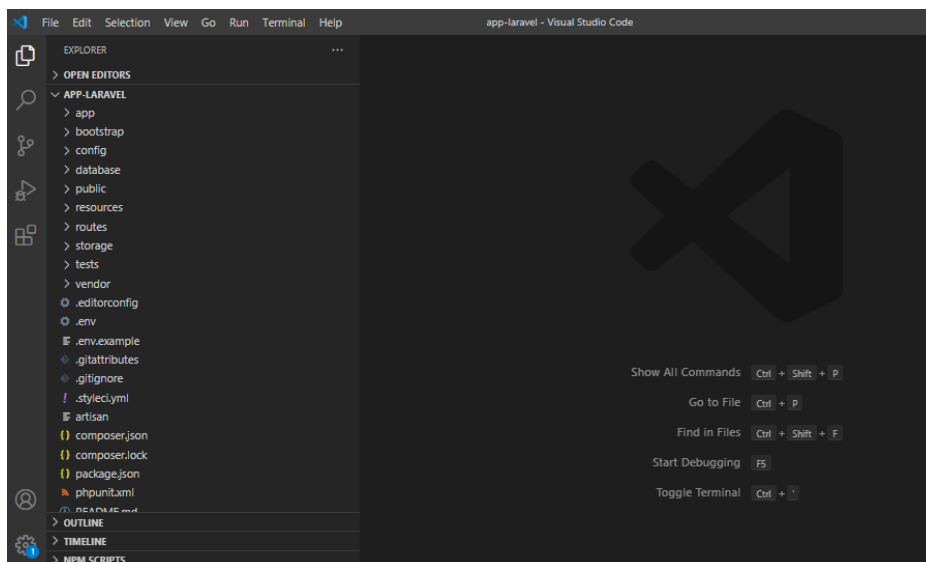 File Edit Selection View Go Run Terminal Help app-laravel - Visual Studio Code
EXPLORER ...
OPEN EDITORS
APP-LARAVEL
app
bootstrap
config
database
public
resources
routes
storage
tests
vendor
.editorconfig
.env
.env.example
.gitattributes
.gitignore
.styleci.yml
artisan
composer.json
composer.lock
package.json
phpunit.xml
README.md
OUTLINE
TIMELINE
NPM SCRIPTS
1
Show All Commands Ctrl + Shift + P
Go to File Ctrl + P
Find in Files Ctrl + Shift + F
Start Debugging F5
Toggle Terminal Ctrl + '